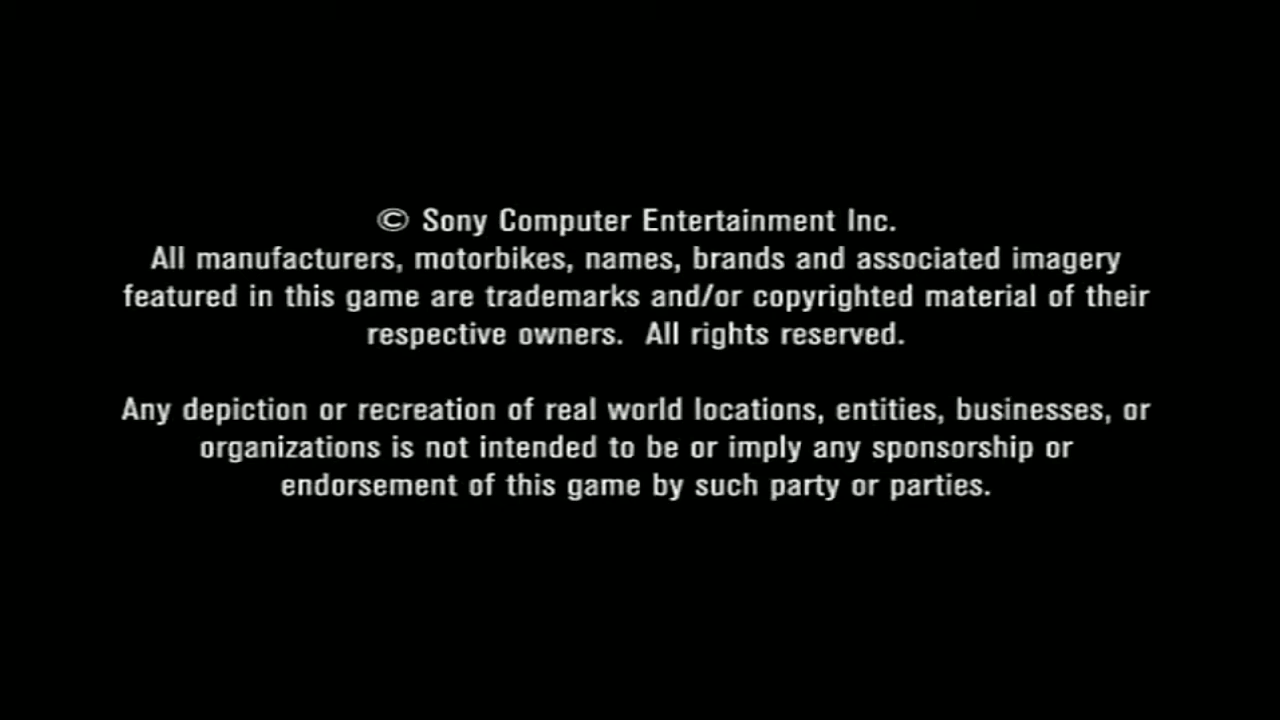 © Sony Computer Entertainment Inc.
All manufacturers, motorbikes, names, brands and associated imagery
featured in this game are trademarks and/or copyrighted material of their
respective owners.  All rights reserved.
Any depiction or recreation of real world locations, entities, businesses, or
organizations is not intended to be or imply any sponsorship or
endorsement of this game by such party or parties.